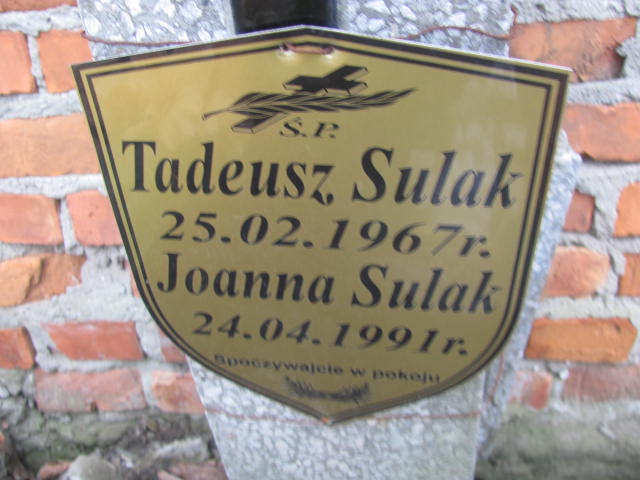 Ś.P.
Tadeusz Sulak
25.02.1967r.
Joanna Sulak
24.04.1991r.
Spoczywajcie w pokoju